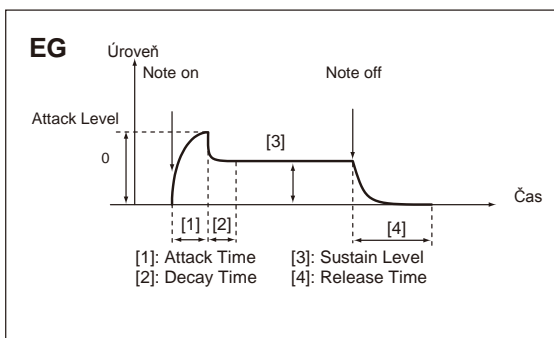 EG
Úroveň
Note on
Note off
Attack Level
0
[3]
Čas
[1] [2]
[4]
[1]: Attack Time [3]: Sustain Level
[2]: Decay Time [4]: Release Time